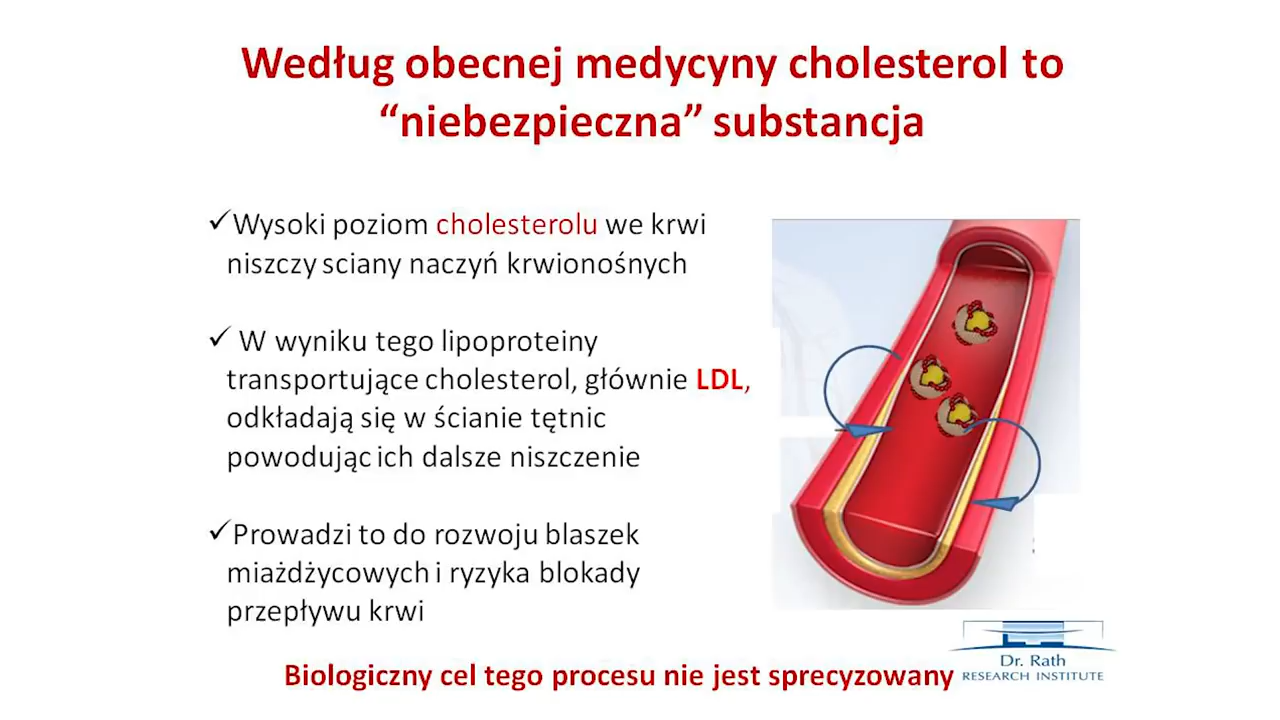 Według obecnej medycyny cholesterol to
“niebezpieczna” substancja
✓Wysoki poziom cholesterolu we krwi
niszczy sciany naczyń krwionośnych
✓ W wyniku tego lipoproteiny
transportujące cholesterol, głównie LDL,
odkładają się w ścianie tętnic
powodując ich dalsze niszczenie
✓Prowadzi to do rozwoju blaszek
miażdżycowych i ryzyka blokady
przepływu krwi
Biologiczny cel tego procesu nie jest sprecyzowany
Dr. Rath
RESEARCH INSTITUTE